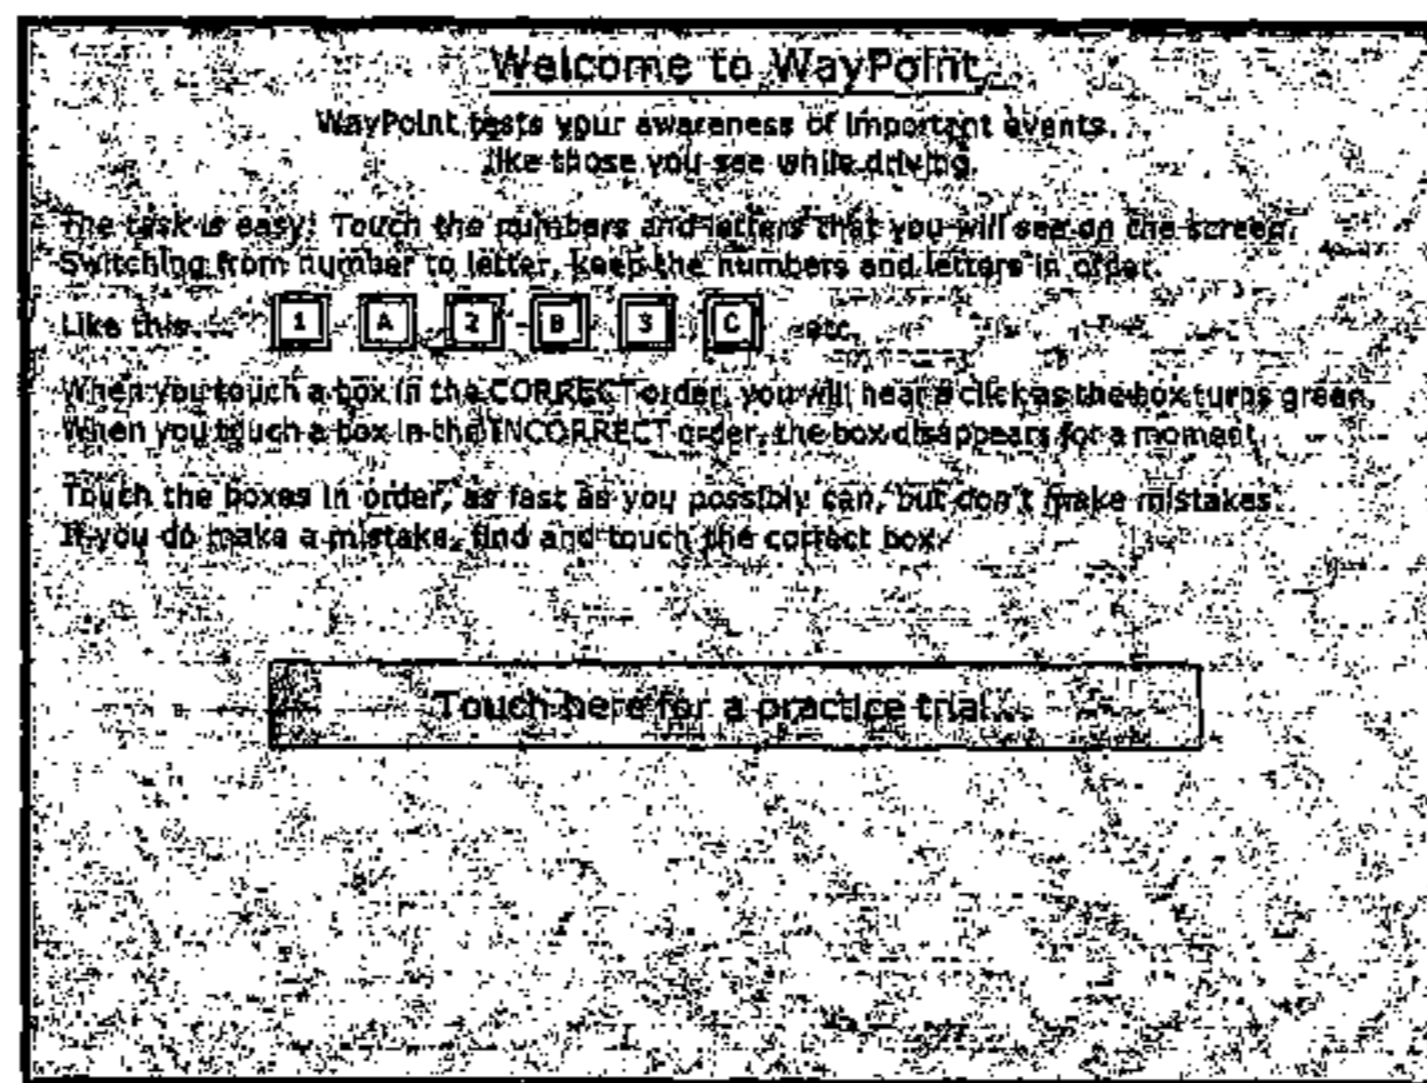 Welcome to WayPoint
WayPoint tests your awareness of important events
like those you see while driving.
The task is easy! Touch the numbers and letters that you will see on the screen.
Switching from number to letter, keep the numbers and letters in order.
Like this... 1 A 2 B 3 C etc.
When you touch a box in the CORRECT order, you will hear a click as the box turns green.
When you touch a box in the INCORRECT order, the box disappears for a moment.
Touch the boxes in order, as fast as you possibly can, but don't make mistakes.
If you do make a mistake, find and touch the correct box.
Touch here for a practice trial...